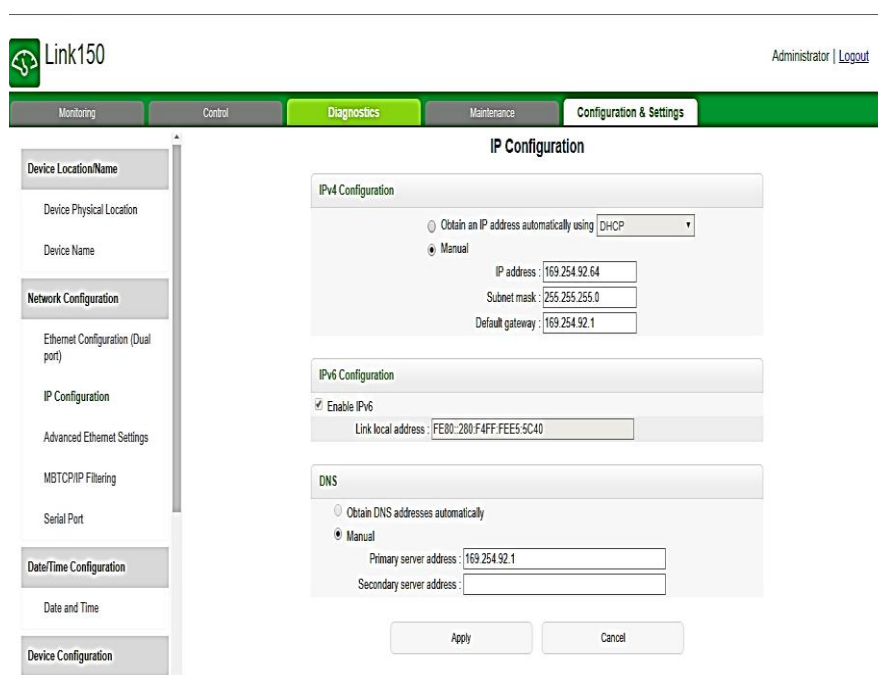 Link150
Administrator | Logout
Monitoring
Control
Diagnostics
Maintenance
Configuration & Settings
Device Location/Name
Device Physical Location
Device Name
Network Configuration
Ethernet Configuration (Dual
port)
IP Configuration
Advanced Ethernet Settings
MBTCP/IP Filtering
Serial Port
Date/Time Configuration
Date and Time
Device Configuration
IP Configuration
IPv4 Configuration
Obtain an IP address automatically using DHCP
Manual
IP address : 169.254.92.64
Subnet mask : 255.255.255.0
Default gateway : 169.254.92.1
IPv6 Configuration
Enable IPv6
Link local address : FE80::280:F4FF:FEE5:5C40
DNS
Obtain DNS addresses automatically
Manual
Primary server address : 169.254.92.1
Secondary server address :
Apply
Cancel